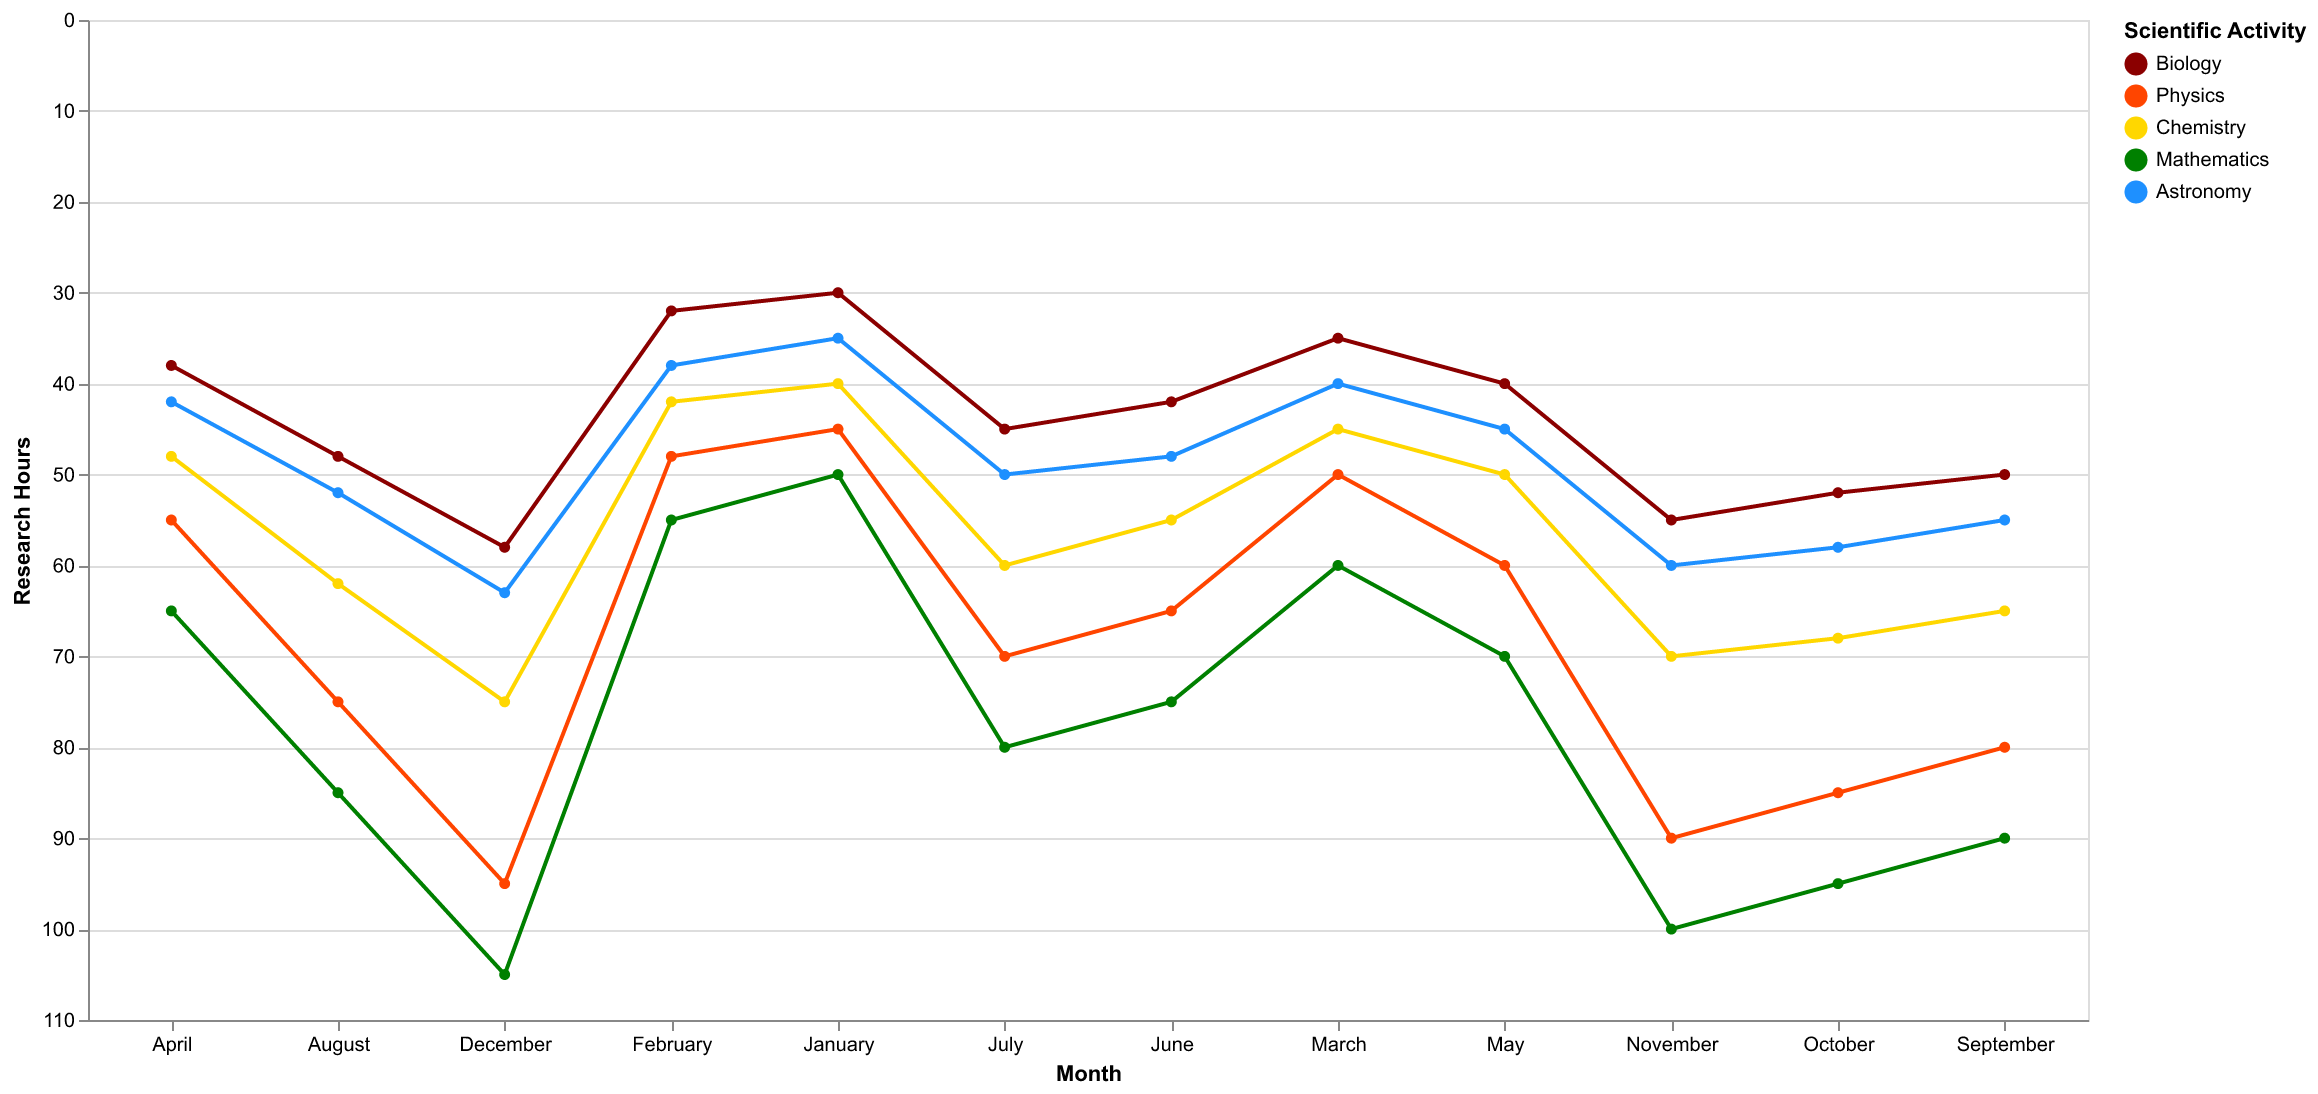 0
10
20
30
40
50
60
70
80
90
100
110
Research Hours
April August December February January July June March May November October September
Month
Scientific Activity
Biology
Physics
Chemistry
Mathematics
Astronomy